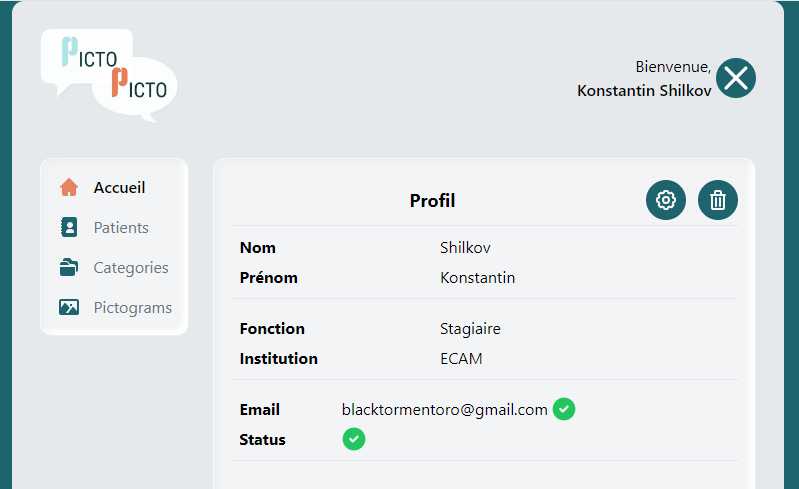 PICTO
PICTO
Bienvenue,
Konstantin Shilkov
Accueil
Patients
Categories
Pictograms
Profil
Nom Shilkov
Prénom Konstantin
Fonction Stagiaire
Institution ECAM
Email blacktormentoro@gmail.com
Status